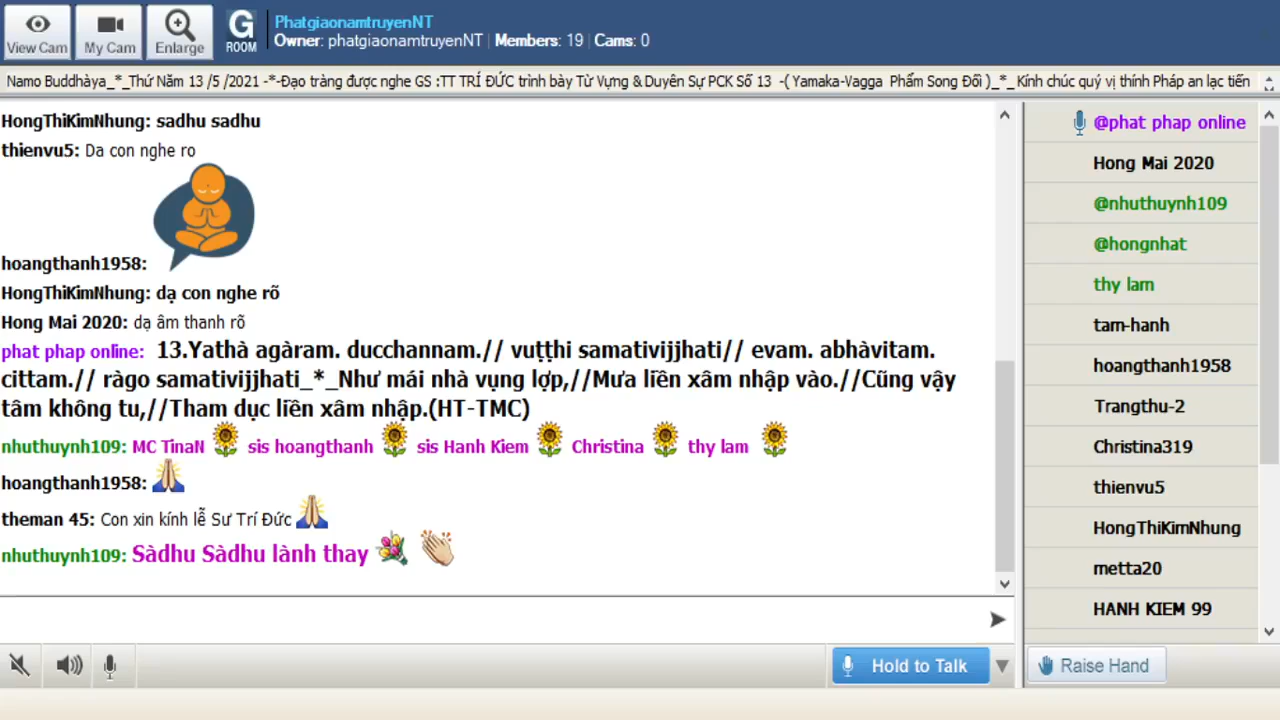 PhatgiaonamtruyenNT
G
ROOM
Owner: phatgiaonamtruyenNT | Members: 19 | Cams: 0
View Cam
My Cam
Enlarge
Namo Buddhàya_*_Thứ Năm 13 /5 /2021 -*-Đạo tràng được nghe GS :TT TRÍ ĐỨC trình bày Từ Vựng & Duyên Sự PCK Số 13 -( Yamaka-Vagga Phẩm Song Đối )_*_ Kính chúc quý vị thính Pháp an lạc tiến
HongThiKimNhung: sadhu sadhu
thienvu5: Da con nghe ro
hoangthanh1958:
HongThiKimNhung: dạ con nghe rõ
Hong Mai 2020: dạ âm thanh rõ
phat phap online: 13.Yathà agàram. ducchannam.// vuṭṭhi samativijjhati// evam. abhàvitam.
cittam.// ràgo samativijjhati_*_Như mái nhà vụng lợp,//Mưa liền xâm nhập vào.//Cũng vậy
tâm không tu,//Tham dục liền xâm nhập.(HT-TMC)
nhuthuynh109: MC TinaN sis hoangthanh sis Hanh Kiem Christina thy lam
hoangthanh1958:
theman 45: Con xin kính lễ Sư Trí Đức
nhuthuynh109: Sàdhu Sàdhu lành thay
@phat phap online
Hong Mai 2020
@nhuthuynh109
@hongnhat
thy lam
tam-hanh
hoangthanh1958
Trangthu-2
Christina319
thienvu5
HongThiKimNhung
metta20
HANH KIEM 99
Hold to Talk
Raise Hand